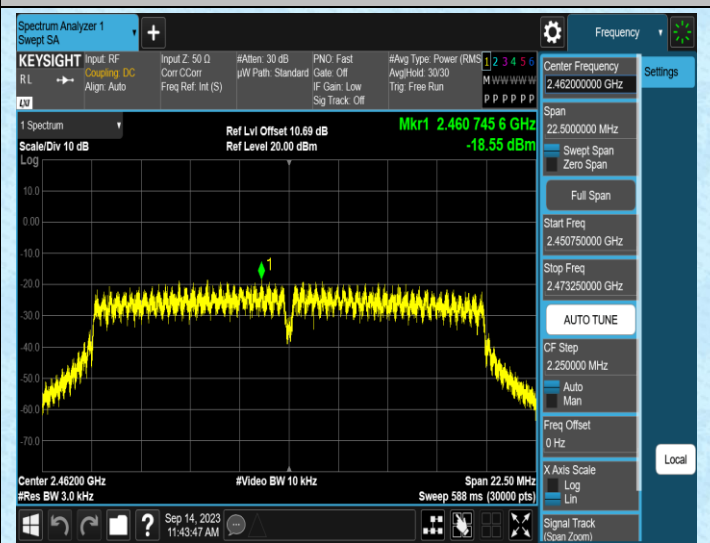 Spectrum Analyzer 1
Swept SA
+
Frequency
KEYSIGHT
RL
LXI
Input: RF
Coupling: DC
Align: Auto
Input Z: 50 Ω
Corr CCorr
Freq Ref: Int (S)
#Atten: 30 dB
µW Path: Standard
PNO: Fast
Gate: Off
IF Gain: Low
Sig Track: Off
#Avg Type: Power (RMS
Avg|Hold: 30/30
Trig: Free Run
1 2 3 4 5 6
M W W W W W
P P P P P P
Center Frequency
2.462000000 GHz
Settings
1 Spectrum
Scale/Div 10 dB
Log
Ref Lvl Offset 10.69 dB
Ref Level 20.00 dBm
Mkr1 2.460 745 6 GHz
-18.55 dBm
Span
22.5000000 MHz
Swept Span
Zero Span
Full Span
Start Freq
2.450750000 GHz
Stop Freq
2.473250000 GHz
AUTO TUNE
CF Step
2.250000 MHz
Auto
Man
Freq Offset
0 Hz
X Axis Scale
Log
Lin
Signal Track
(Span Zoom)
Local
10.0
0.00
-10.0
1
-20.0
-30.0
-40.0
-50.0
-60.0
-70.0
Center 2.46200 GHz
#Res BW 3.0 kHz
#Video BW 10 kHz
Span 22.50 MHz
Sweep 588 ms (30000 pts)
?
Sep 14, 2023
11:43:47 AM